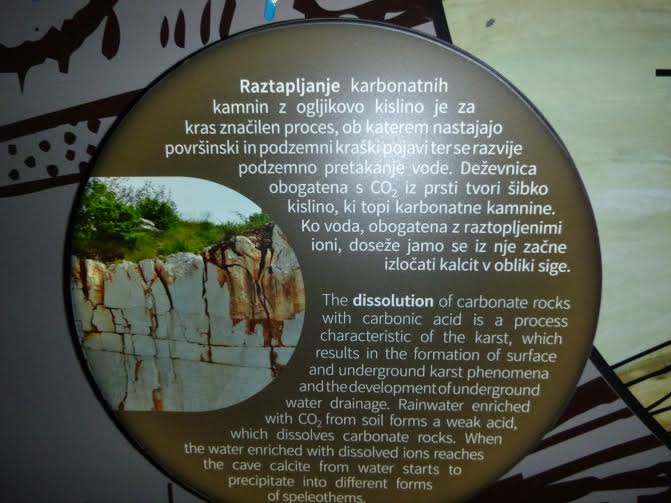 Raztapljanje karbonatnih
kamnin z ogljikovo kislino je za
kras značilen proces, ob katerem nastajajo
površinski in podzemni kraški pojavi ter se razvije
podzemno pretakanje vode. Deževnica
obogatena s CO₂ iz prsti tvori šibko
kislino, ki topi karbonatne kamnine.
Ko voda, obogatena z raztopljenimi
ioni, doseže jamo se iz nje začne
izločati kalcit v obliki sige.
The dissolution of carbonate rocks
with carbonic acid is a process
characteristic of the karst, which
results in the formation of surface
and underground karst phenomena
and the development of underground
water drainage. Rainwater enriched
with CO₂ from soil forms a weak acid,
which dissolves carbonate rocks. When
the water enriched with dissolved ions reaches
the cave calcite from water starts to
precipitate into different forms
of speleothems.